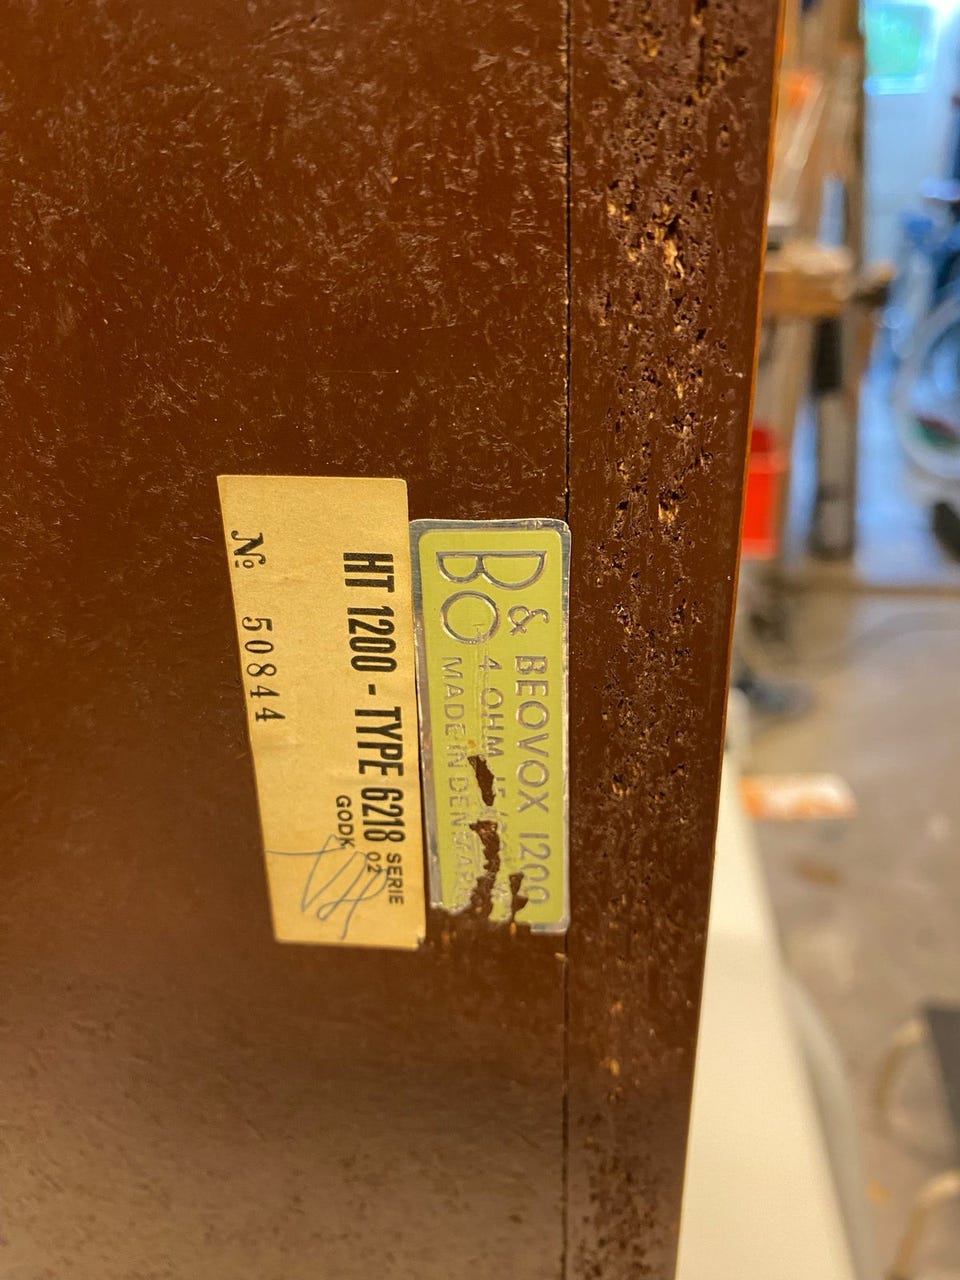 B&O
BEOVOX 1200
4 OHM
MADE IN DENMARK
HT 1200 - TYPE 6218 SERIE 02
GODK
№ 50844